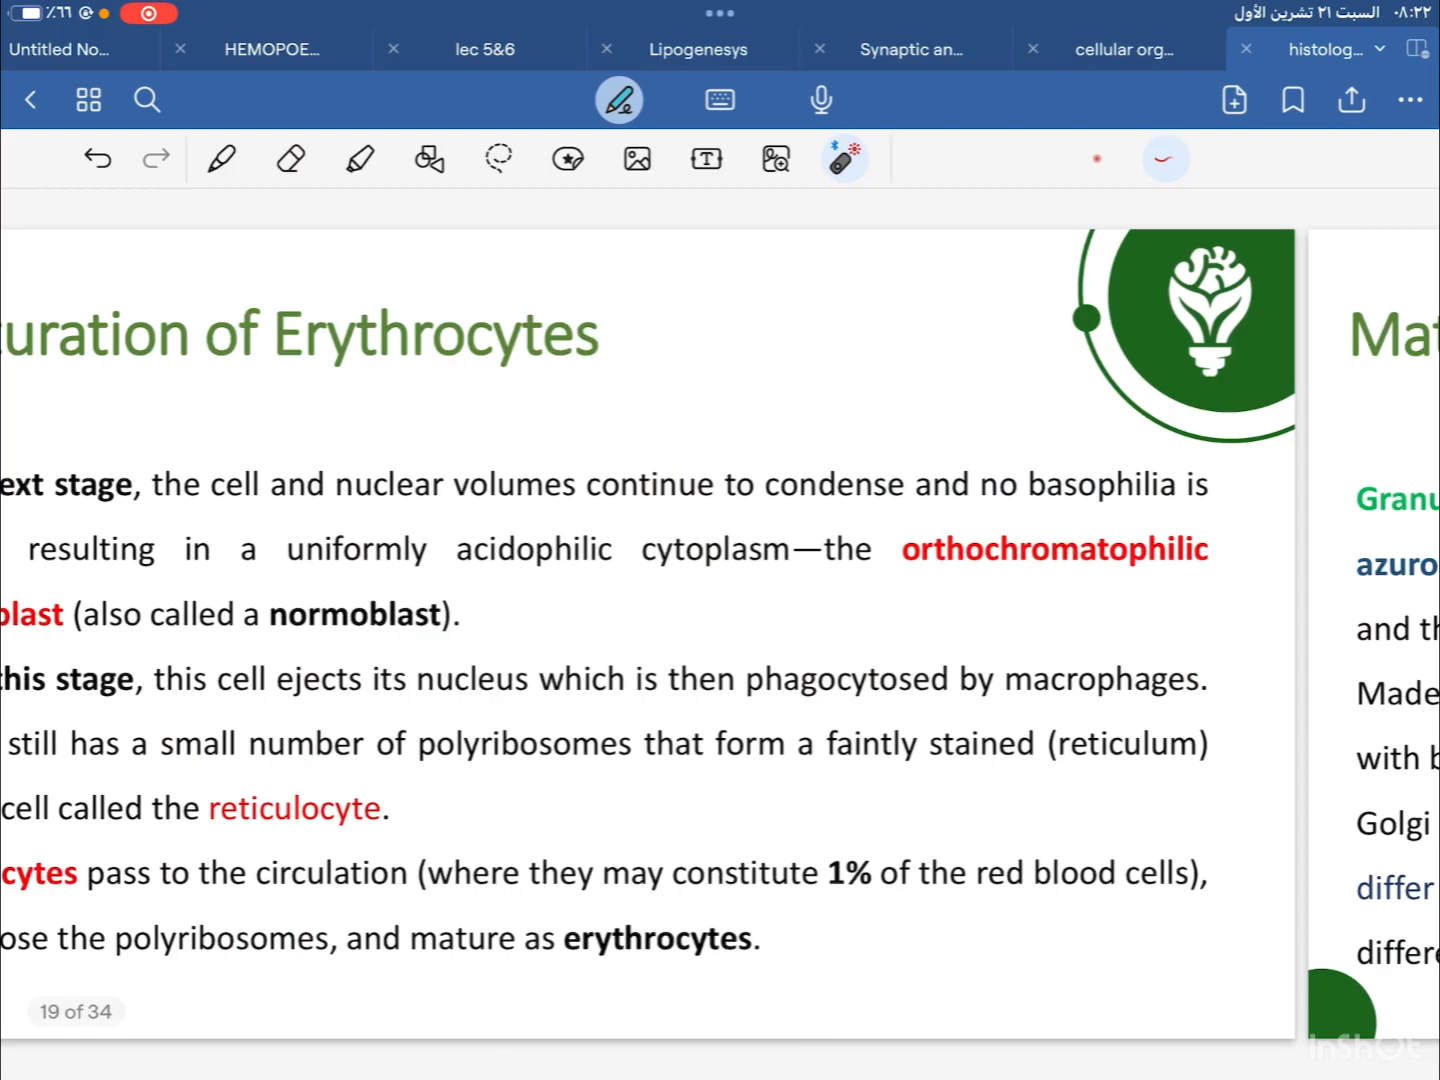 ٪٦٦
السبت ٢١ تشرين الأول ٠٨:٢٢
Untitled No... HEMOPOE... lec 5&6 Lipogenesys Synaptic an... cellular org... histolog...
turation of Erythrocytes
ext stage, the cell and nuclear volumes continue to condense and no basophilia is
resulting in a uniformly acidophilic cytoplasm—the orthochromatophilic
blast (also called a normoblast).
this stage, this cell ejects its nucleus which is then phagocytosed by macrophages.
still has a small number of polyribosomes that form a faintly stained (reticulum)
cell called the reticulocyte.
cytes pass to the circulation (where they may constitute 1% of the red blood cells),
ose the polyribosomes, and mature as erythrocytes.
19 of 34
Mat
Granu
azuro
and th
Made
with b
Golgi
differ
differe
InShOt